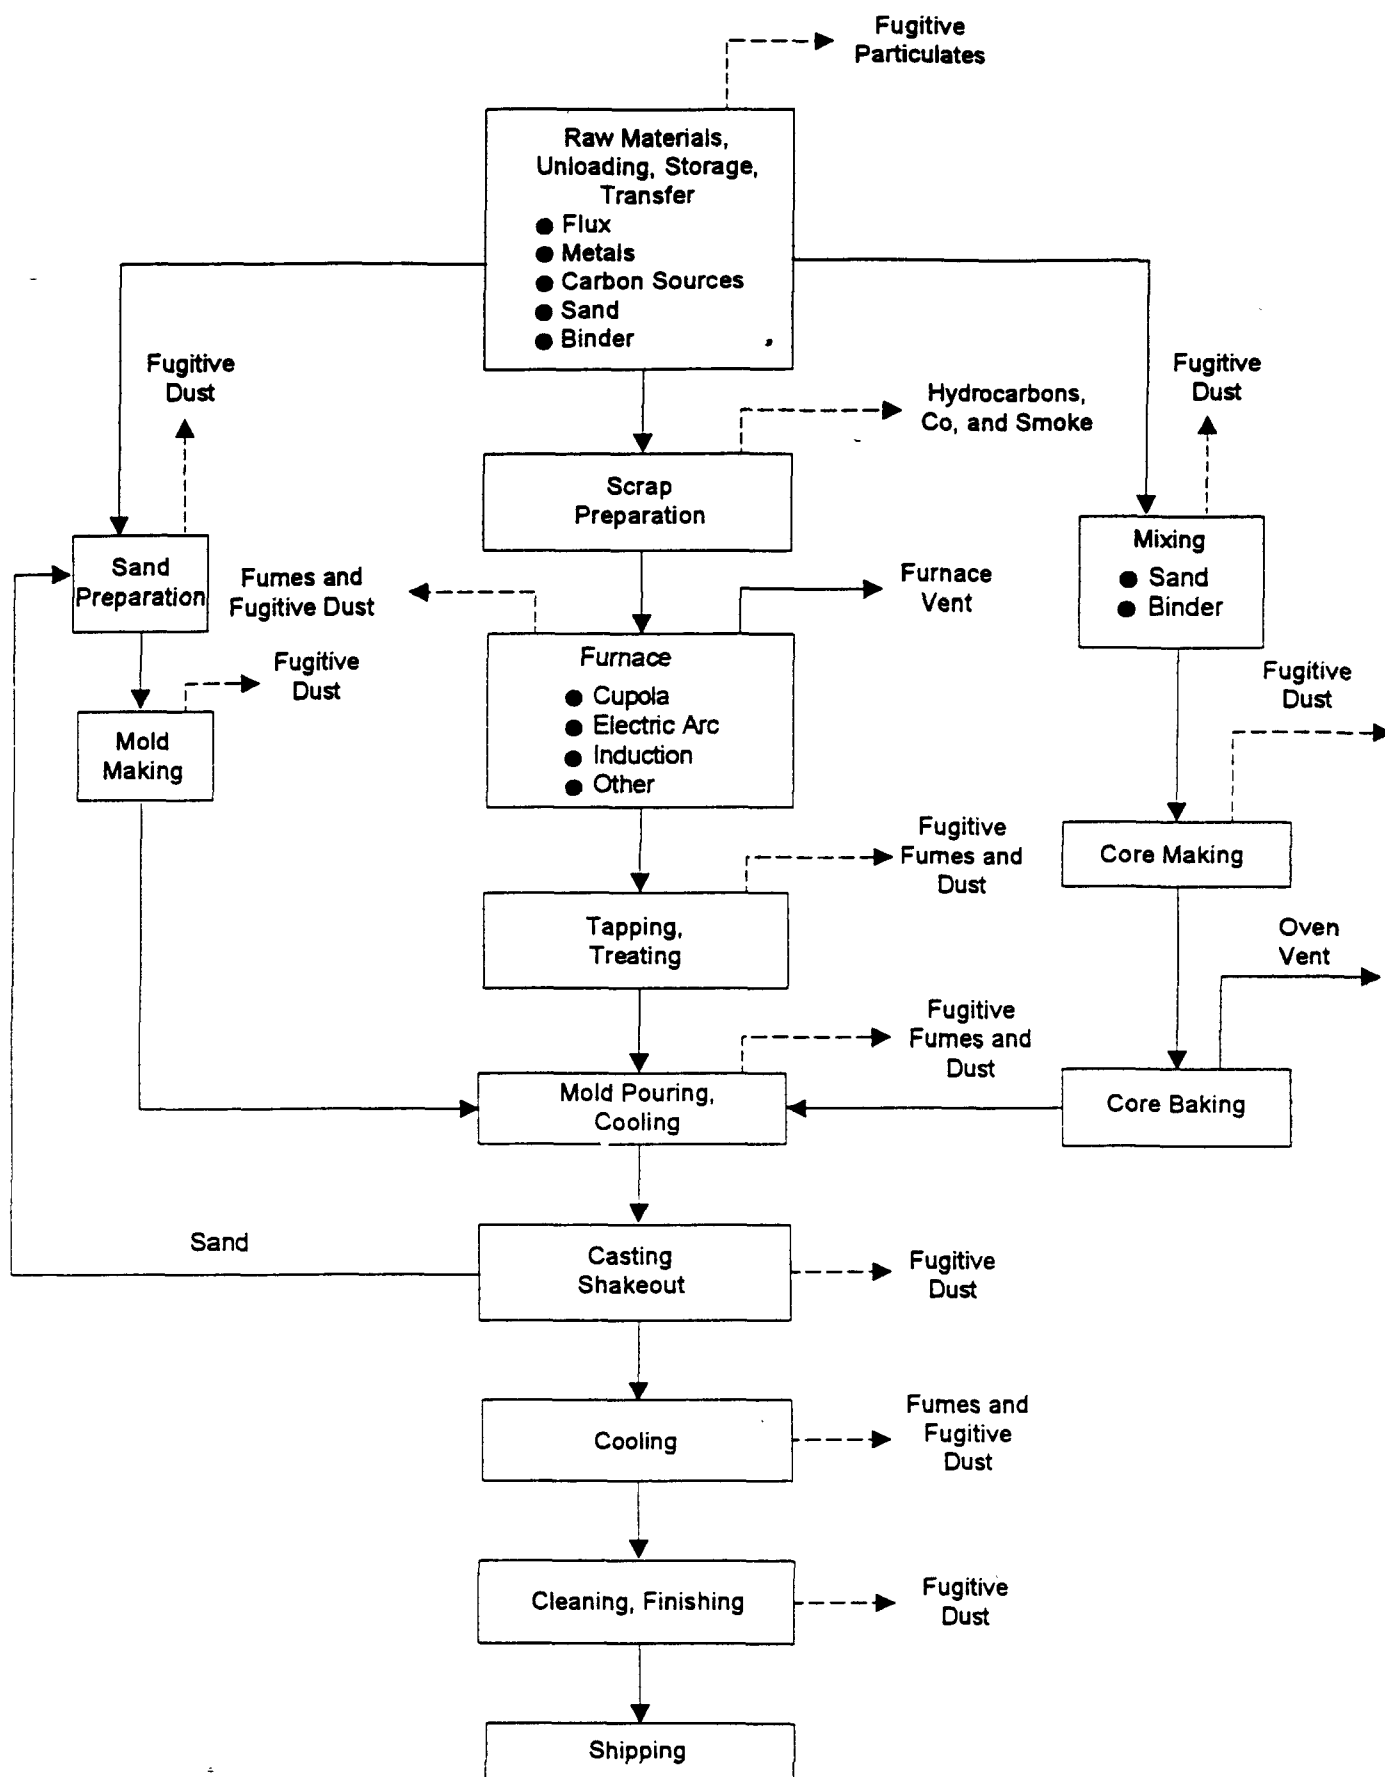 Fugitive
Particulates
Raw Materials,
Unloading, Storage,
Transfer
● Flux
● Metals
● Carbon Sources
● Sand
● Binder
Fugitive
Dust
Hydrocarbons,
Co, and Smoke
Fugitive
Dust
Scrap
Preparation
Mixing
● Sand
● Binder
Sand
Preparation
Fumes and
Fugitive Dust
Furnace
Vent
Fugitive
Dust
Furnace
● Cupola
● Electric Arc
● Induction
● Other
Fugitive
Dust
Mold
Making
Fugitive
Fumes and
Dust
Core Making
Tapping,
Treating
Oven
Vent
Fugitive
Fumes and
Dust
Mold Pouring,
Cooling
Core Baking
Sand
Casting
Shakeout
Fugitive
Dust
Cooling
Fumes and
Fugitive
Dust
Cleaning, Finishing
Fugitive
Dust
Shipping